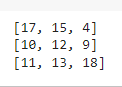 [17, 15, 4]
[10, 12, 9]
[11, 13, 18]